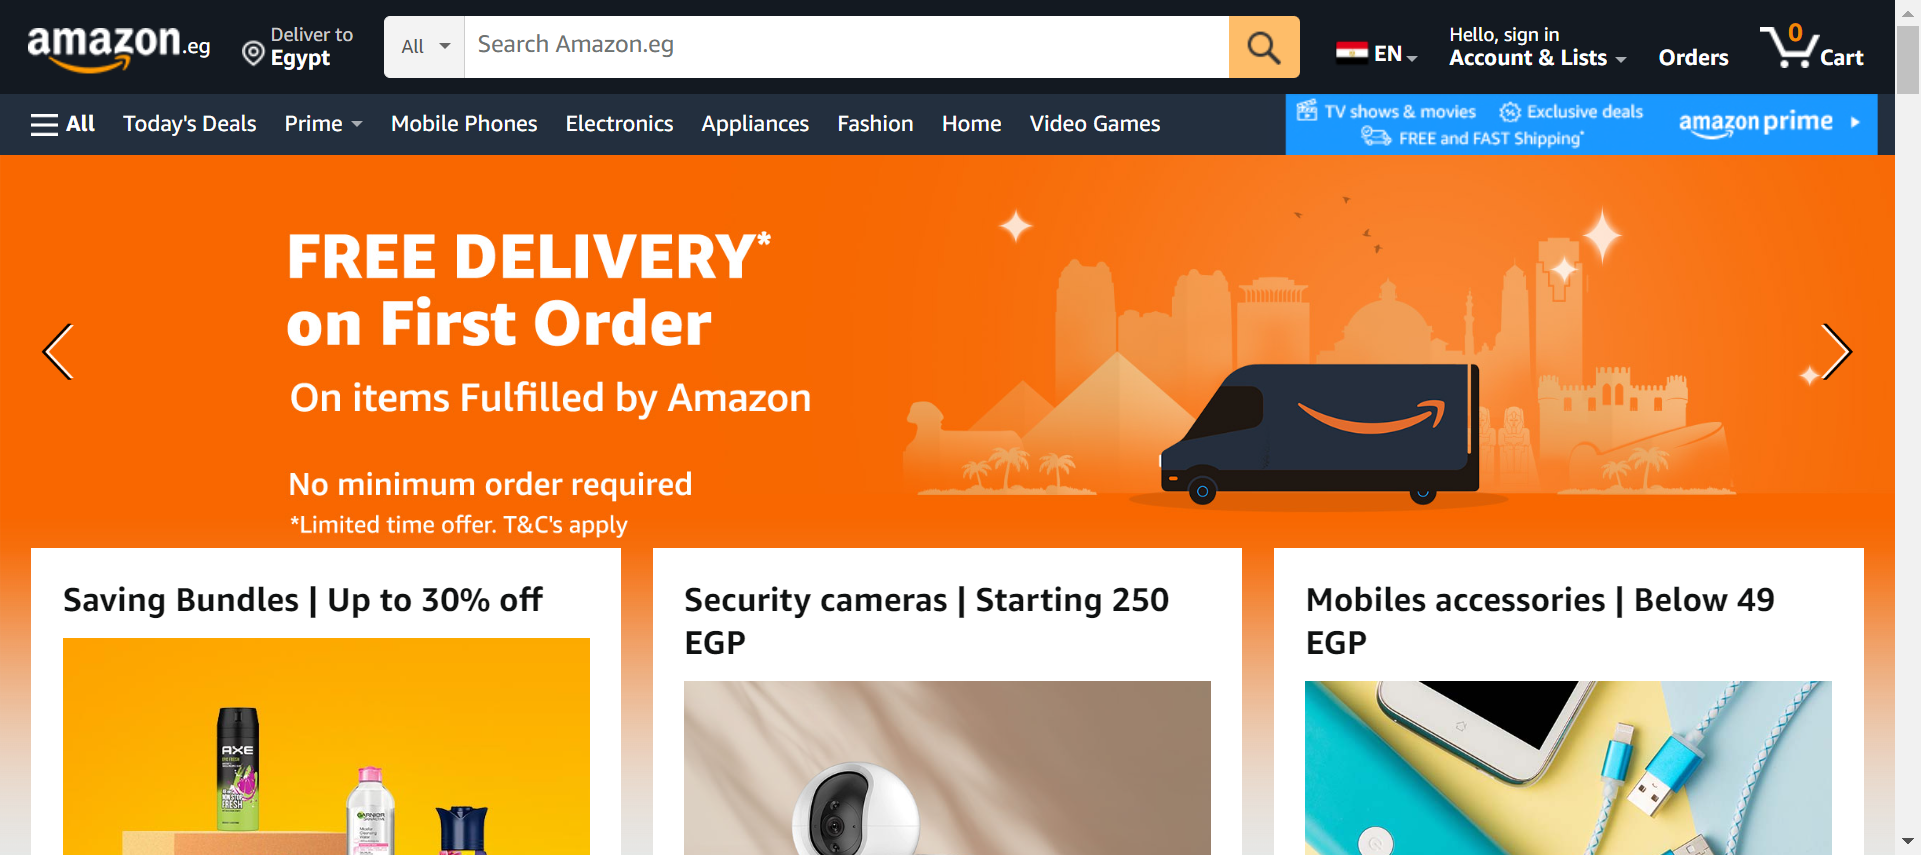 amazon.eg
Deliver to
Egypt
All
Search Amazon.eg
EN
Hello, sign in
Account & Lists
Orders
0
Cart
All
Today's Deals
Prime
Mobile Phones
Electronics
Appliances
Fashion
Home
Video Games
TV shows & movies
Exclusive deals
FREE and FAST Shipping*
amazon prime
FREE DELIVERY*
on First Order
On items Fulfilled by Amazon
No minimum order required
*Limited time offer. T&C's apply
Saving Bundles | Up to 30% off
Security cameras | Starting 250
EGP
Mobiles accessories | Below 49
EGP
AXE
FRESH
GARNIER